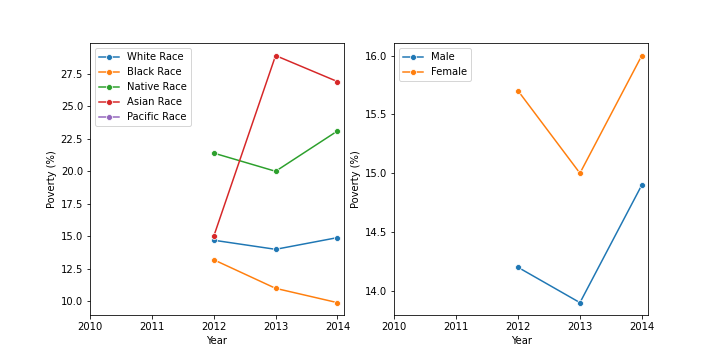 White Race
Black Race
Native Race
Asian Race
Pacific Race
27.5
25.0
22.5
20.0
17.5
15.0
12.5
10.0
Poverty (%)
2010 2011 2012 2013 2014
Year
Male
Female
16.0
15.5
15.0
14.5
14.0
Poverty (%)
2010 2011 2012 2013 2014
Year